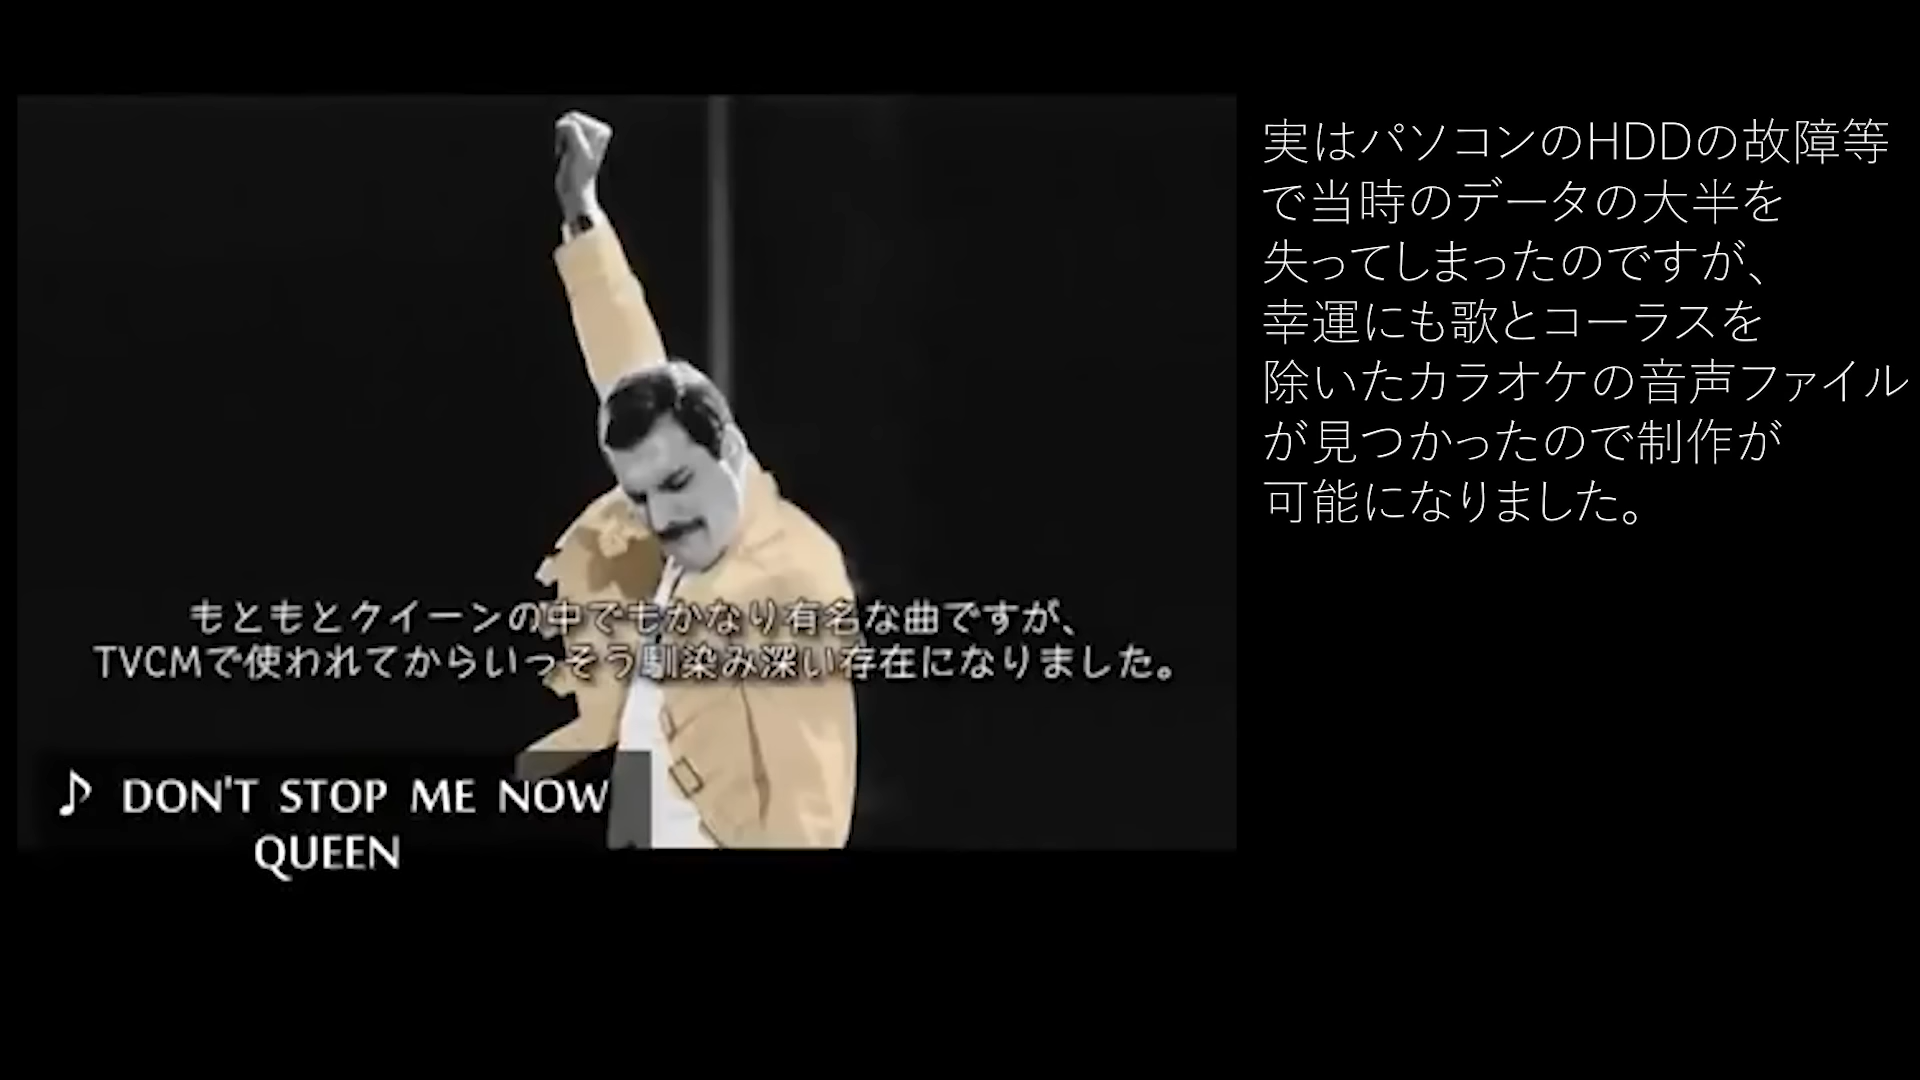 実はパソコンのHDDの故障等
で当時のデータの大半を
失ってしまったのですが、
幸運にも歌とコーラスを
除いたカラオケの音声ファイル
が見つかったので制作が
可能になりました。
もともとクイーンの中でもかなり有名な曲ですが、
TVCMで使われてからいっそう馴染み深い存在になりました。
♪ DON'T STOP ME NOW
QUEEN